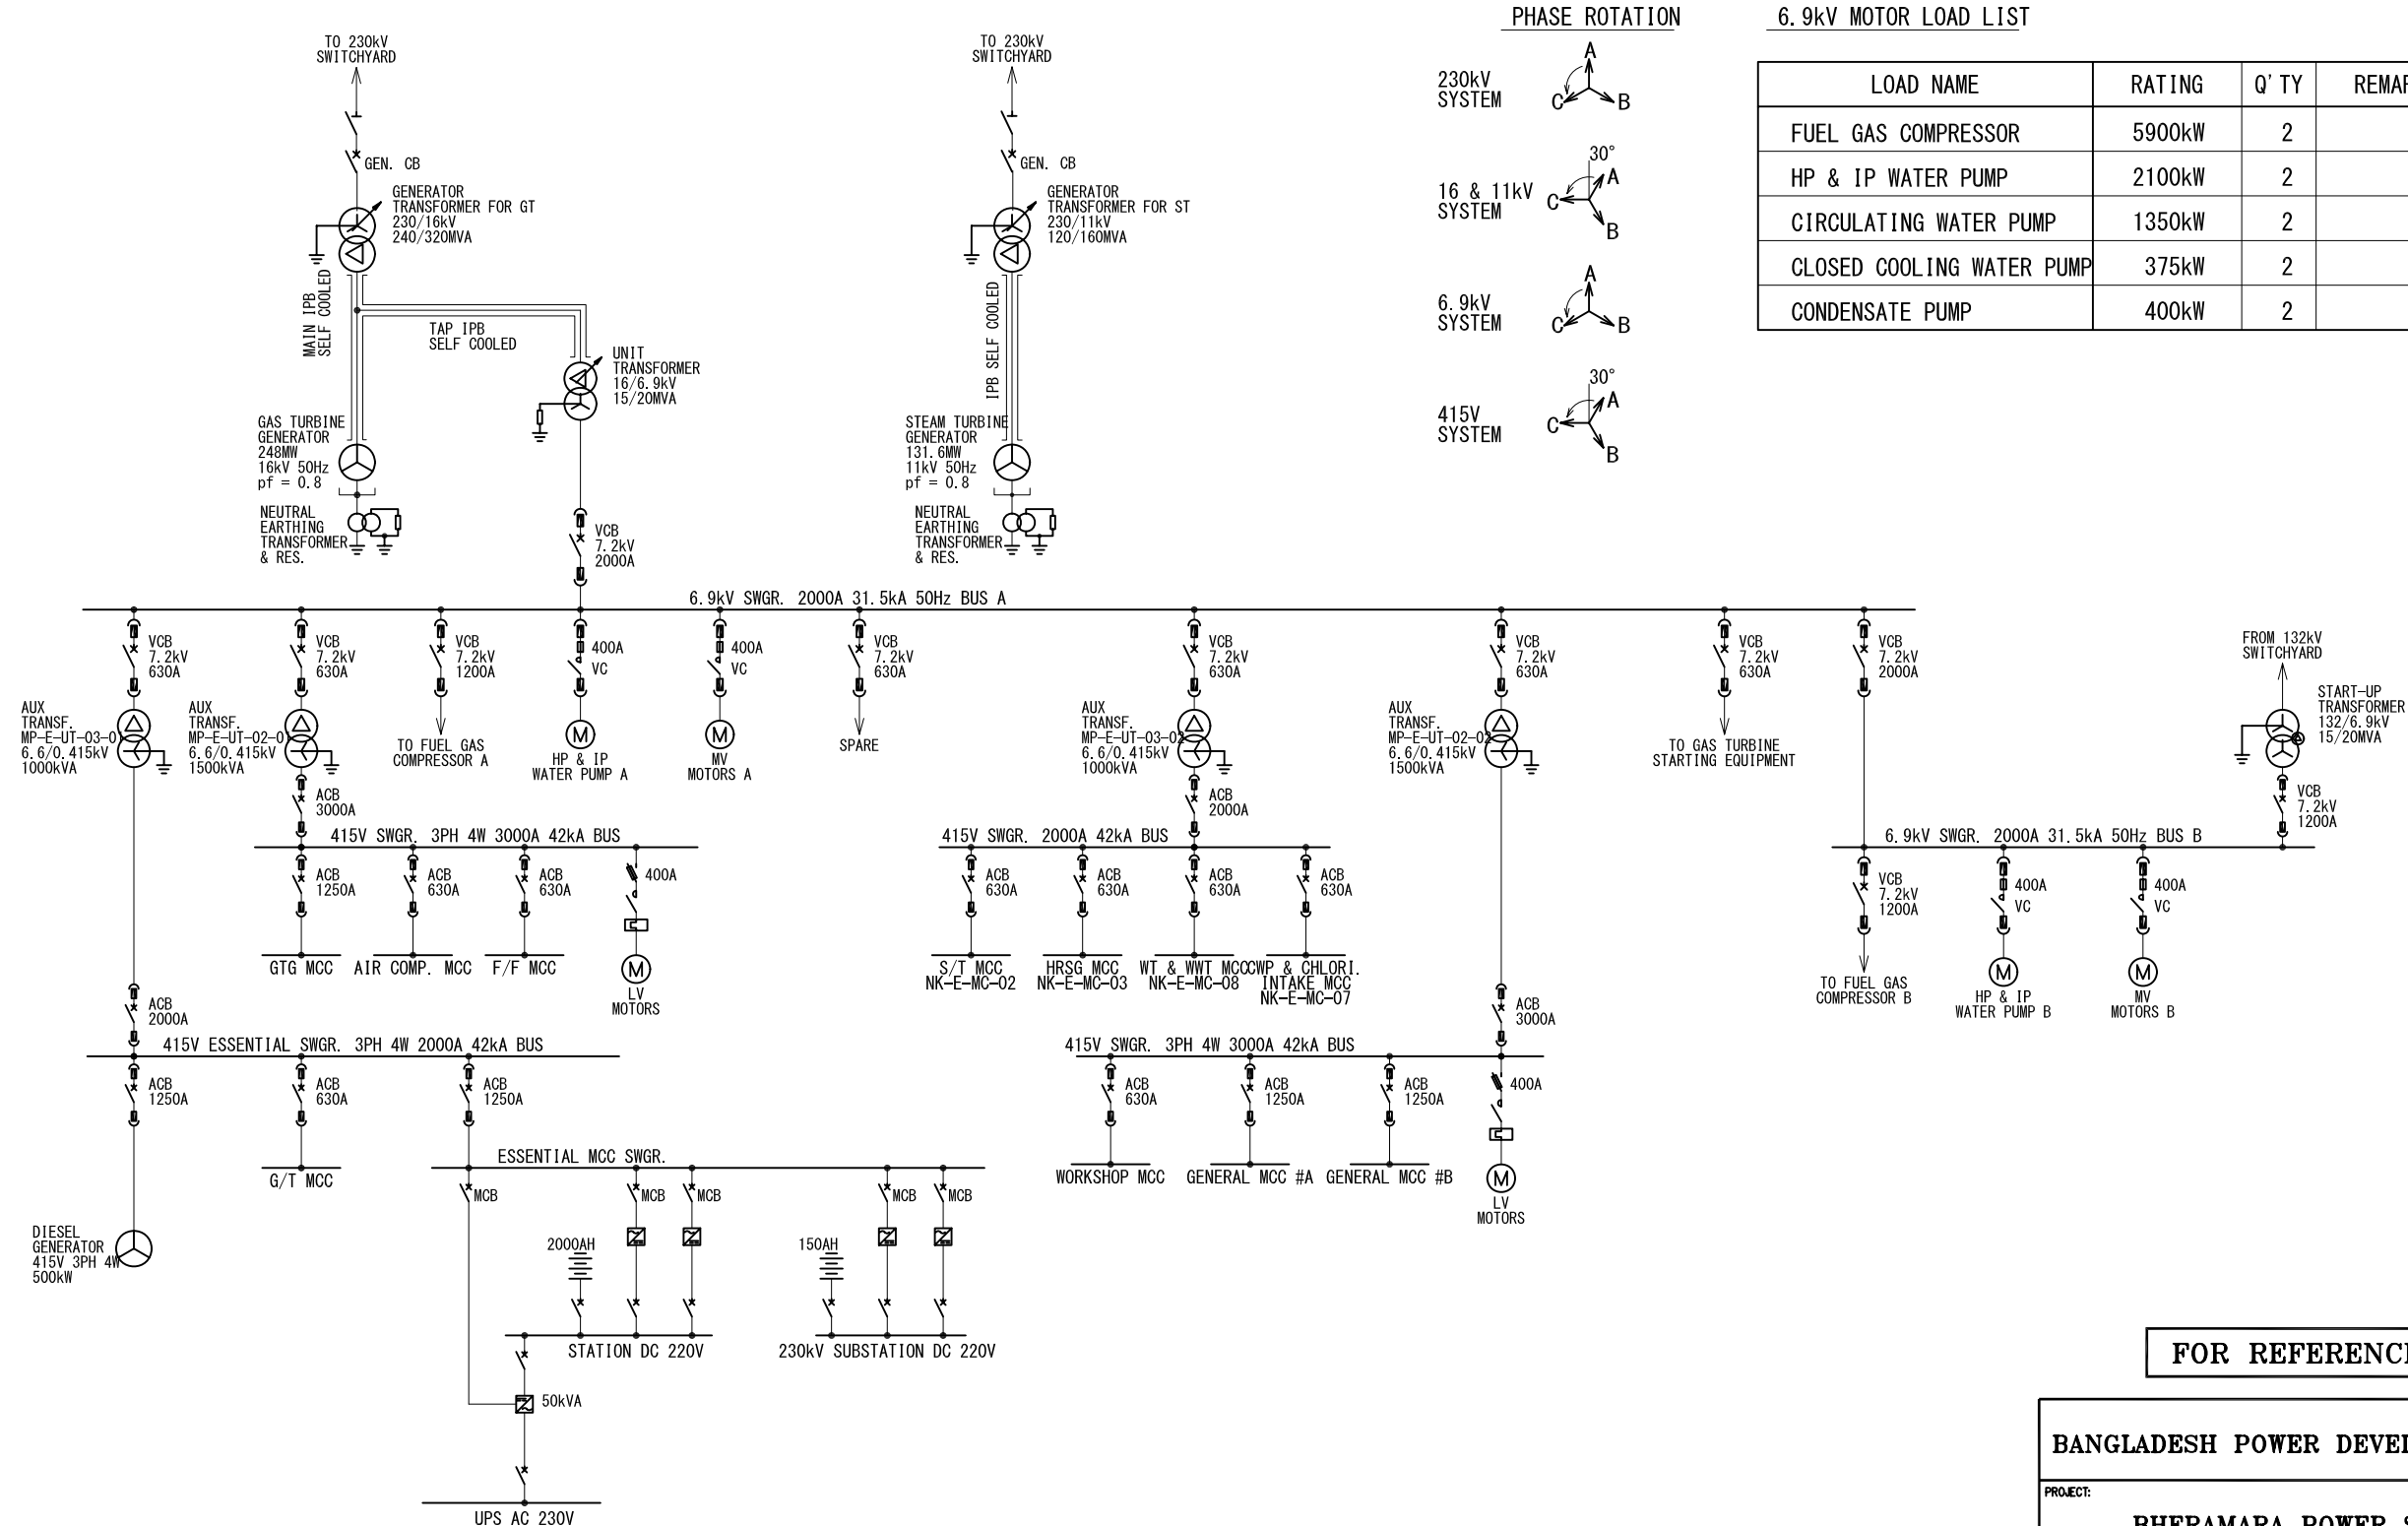 PHASE ROTATION
6.9kV MOTOR LOAD LIST
TO 230kV
SWITCHYARD
GEN. CB
GENERATOR
TRANSFORMER FOR GT
230/16kV
240/320MVA
MAIN IPB
SELF COOLED
TAP IPB
SELF COOLED
UNIT
TRANSFORMER
16/6.9kV
15/20MVA
GAS TURBINE
GENERATOR
248MW
16kV 50Hz
pf = 0.8
NEUTRAL
EARTHING
TRANSFORMER
& RES.
VCB
7.2kV
2000A
TO 230kV
SWITCHYARD
GEN. CB
GENERATOR
TRANSFORMER FOR ST
230/11kV
120/160MVA
IPB SELF COOLED
STEAM TURBINE
GENERATOR
131.6MW
11kV 50Hz
pf = 0.8
NEUTRAL
EARTHING
TRANSFORMER
& RES.
230kV
SYSTEM
A
C
B
16 & 11kV
SYSTEM
30°
A
C
B
6.9kV
SYSTEM
A
C
B
415V
SYSTEM
30°
A
C
B
LOAD NAME RATING Q'TY
FUEL GAS COMPRESSOR 5900kW 2
HP & IP WATER PUMP 2100kW 2
CIRCULATING WATER PUMP 1350kW 2
CLOSED COOLING WATER PUMP 375kW 2
CONDENSATE PUMP 400kW 2
6.9kV SWGR. 2000A 31.5kA 50Hz BUS A
VCB
7.2kV
630A
AUX
TRANSF.
MP-E-UT-03-0
6.6/0.415kV
1000kVA
VCB
7.2kV
630A
AUX
TRANSF.
MP-E-UT-02-0
6.6/0.415kV
1500kVA
VCB
7.2kV
1200A
TO FUEL GAS
COMPRESSOR A
400A
VC
M
HP & IP
WATER PUMP A
400A
VC
M
MV
MOTORS A
VCB
7.2kV
630A
SPARE
VCB
7.2kV
630A
AUX
TRANSF.
MP-E-UT-03-02
6.6/0.415kV
1000kVA
VCB
7.2kV
630A
AUX
TRANSF.
MP-E-UT-02-02
6.6/0.415kV
1500kVA
VCB
7.2kV
630A
TO GAS TURBINE
STARTING EQUIPMENT
VCB
7.2kV
2000A
FROM 132kV
SWITCHYARD
START-UP
TRANSFORMER
132/6.9kV
15/20MVA
VCB
7.2kV
1200A
ACB
3000A
415V SWGR. 3PH 4W 3000A 42kA BUS
ACB
1250A
GTG MCC
ACB
630A
AIR COMP. MCC
ACB
630A
F/F MCC
400A
M
LV
MOTORS
ACB
2000A
415V SWGR. 2000A 42kA BUS
ACB
630A
S/T MCC
NK-E-MC-02
ACB
630A
HRSG MCC
NK-E-MC-03
ACB
630A
WT & WWT MCC
NK-E-MC-08
ACB
630A
CWP & CHLORI.
INTAKE MCC
NK-E-MC-07
6.9kV SWGR. 2000A 31.5kA 50Hz BUS B
VCB
7.2kV
1200A
TO FUEL GAS
COMPRESSOR B
400A
VC
M
HP & IP
WATER PUMP B
400A
VC
M
MV
MOTORS B
ACB
2000A
415V ESSENTIAL SWGR. 3PH 4W 2000A 42kA BUS
ACB
1250A
DIESEL
GENERATOR
415V 3PH 4W
500kW
ACB
630A
G/T MCC
ACB
1250A
ESSENTIAL MCC SWGR.
MCB
MCB
MCB
MCB
MCB
2000AH
150AH
STATION DC 220V
230kV SUBSTATION DC 220V
50kVA
UPS AC 230V
ACB
3000A
415V SWGR. 3PH 4W 3000A 42kA BUS
ACB
630A
WORKSHOP MCC
ACB
1250A
GENERAL MCC #A
ACB
1250A
GENERAL MCC #B
400A
M
LV
MOTORS
FOR
BANGLADESH POWER
PROJECT:
BHERAMARA POWER